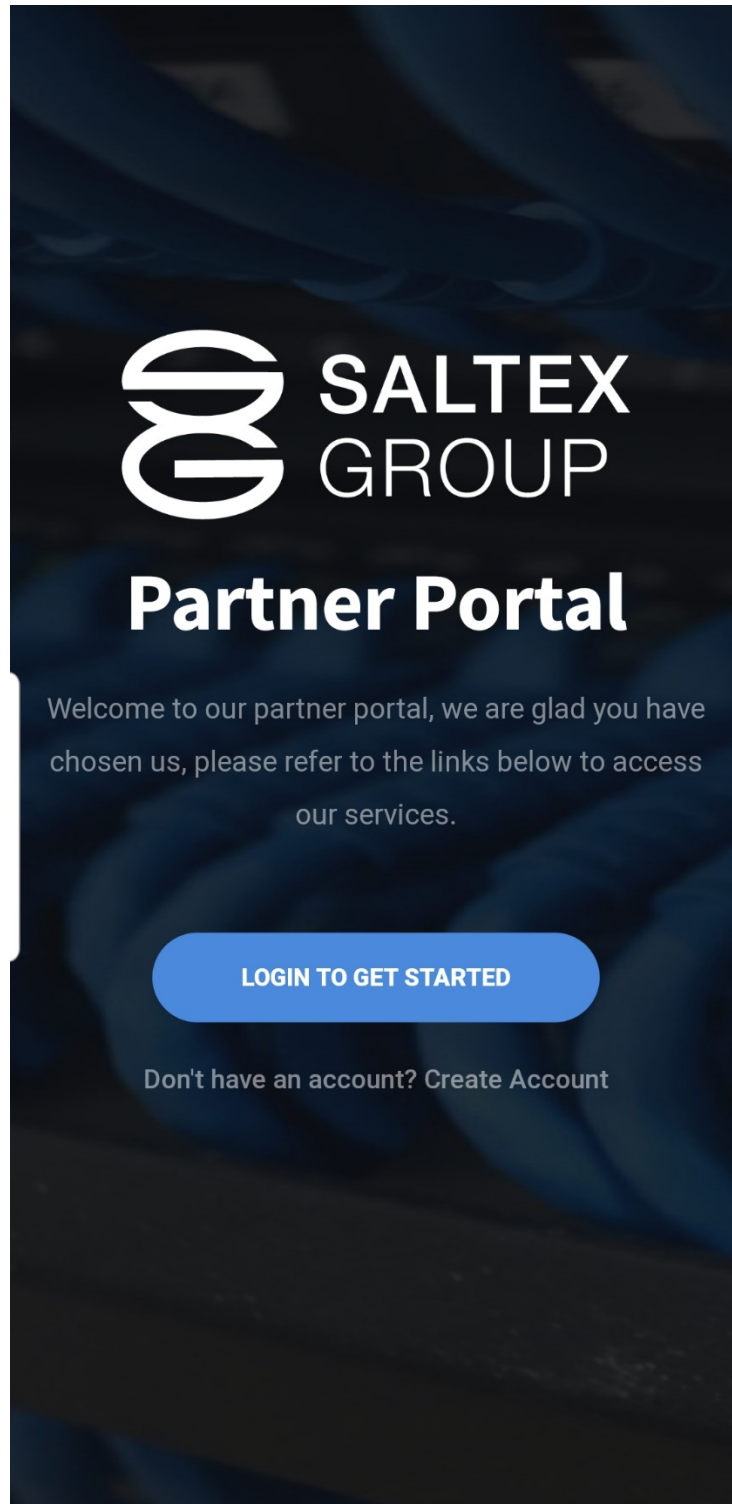 SALTEX
GROUP
Partner Portal
Welcome to our partner portal, we are glad you have
chosen us, please refer to the links below to access
our services.
LOGIN TO GET STARTED
Don't have an account? Create Account